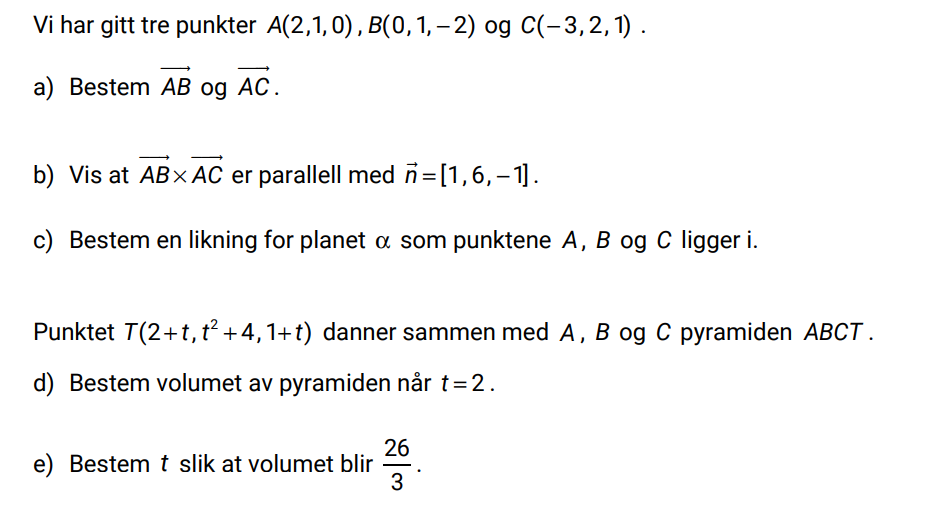 Vi har gitt tre punkter A(2,1,0), B(0,1,−2) og C(−3,2,1) .
a) Bestem $\overrightarrow{AB}$ og $\overrightarrow{AC}$.
b) Vis at $\overrightarrow{AB} \times \overrightarrow{AC}$ er parallell med $\vec{n}=[1,6,-1]$.
c) Bestem en likning for planet α som punktene A, B og C ligger i.
Punktet $T(2+t, t^2+4, 1+t)$ danner sammen med A, B og C pyramiden ABCT.
d) Bestem volumet av pyramiden når t=2.
e) Bestem t slik at volumet blir $\frac{26}{3}$.